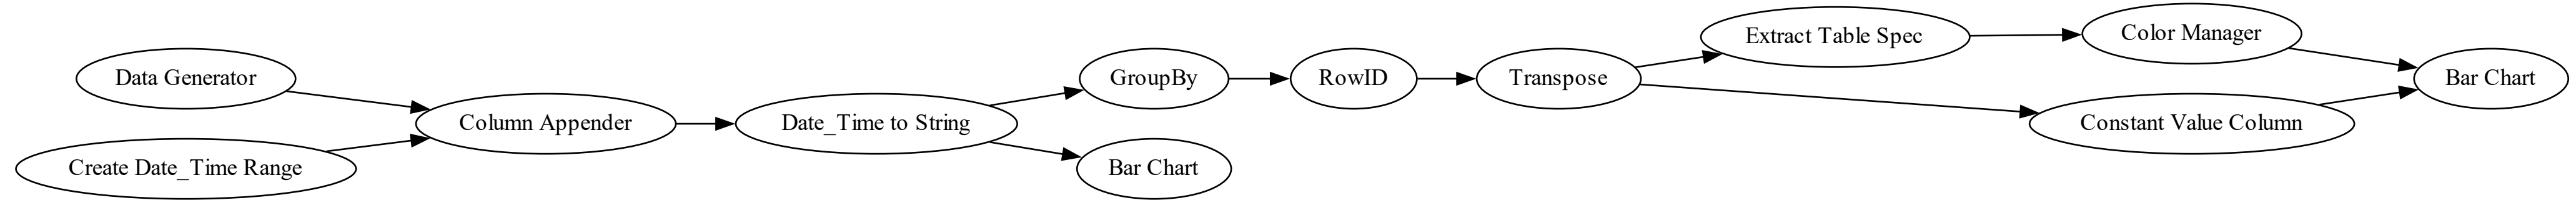 Data Generator
Create Date_Time Range
Column Appender
Date_Time to String
GroupBy
Bar Chart
RowID
Transpose
Extract Table Spec
Constant Value Column
Color Manager
Bar Chart